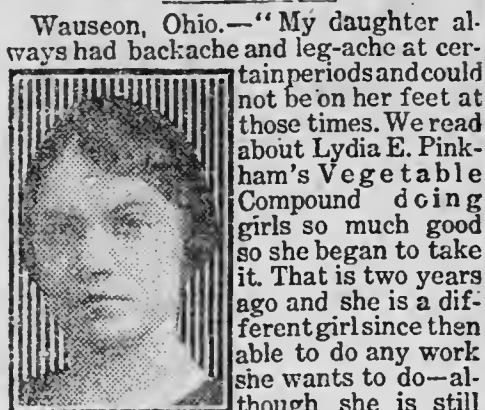 Wauseon, Ohio.—"My daughter al-
ways had backache and leg-ache at cer-
tain periods and could
not be on her feet at
those times. We read
about Lydia E. Pink-
ham's Vegetable
Compound doing
girls so much good
so she began to take
it. That is two years
ago and she is a dif-
ferent girl since then
able to do any work
she wants to do—al-
though she is still